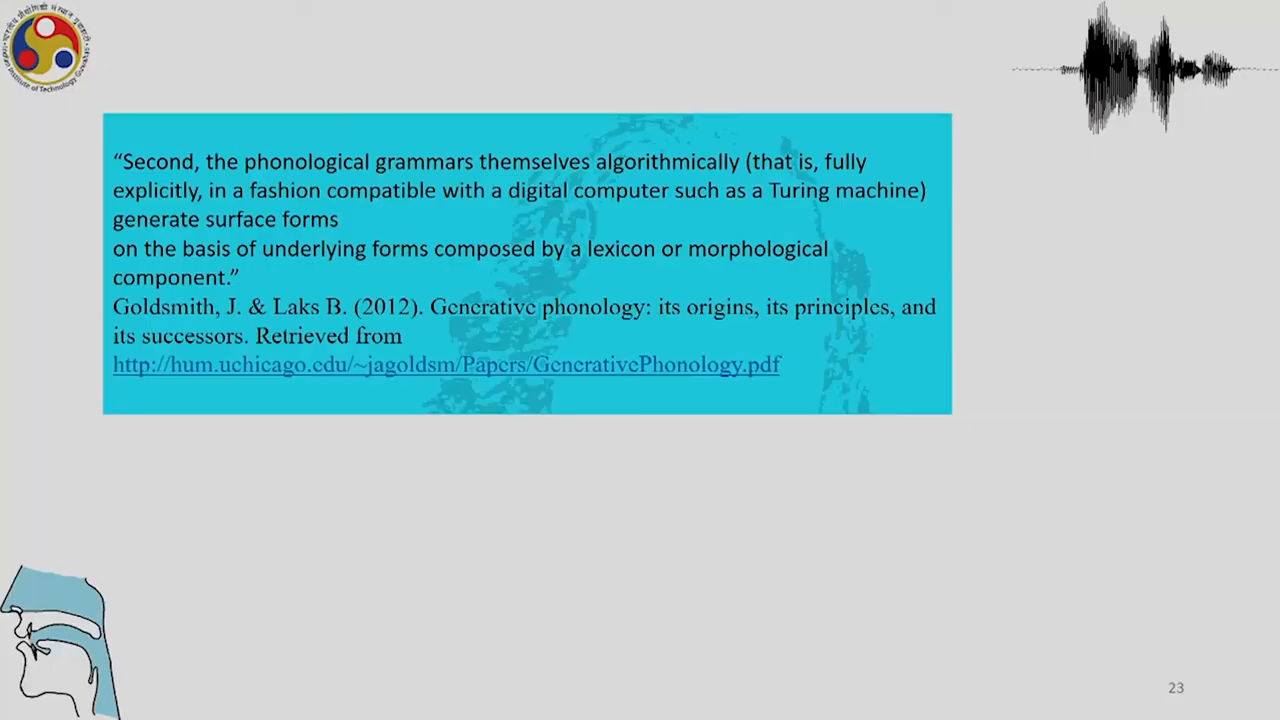 “Second, the phonological grammars themselves algorithmically (that is, fully
explicitly, in a fashion compatible with a digital computer such as a Turing machine)
generate surface forms
on the basis of underlying forms composed by a lexicon or morphological
component.”
Goldsmith, J. & Laks B. (2012). Generative phonology: its origins, its principles, and
its successors. Retrieved from
http://hum.uchicago.edu/~jagoldsm/Papers/GenerativePhonology.pdf
23